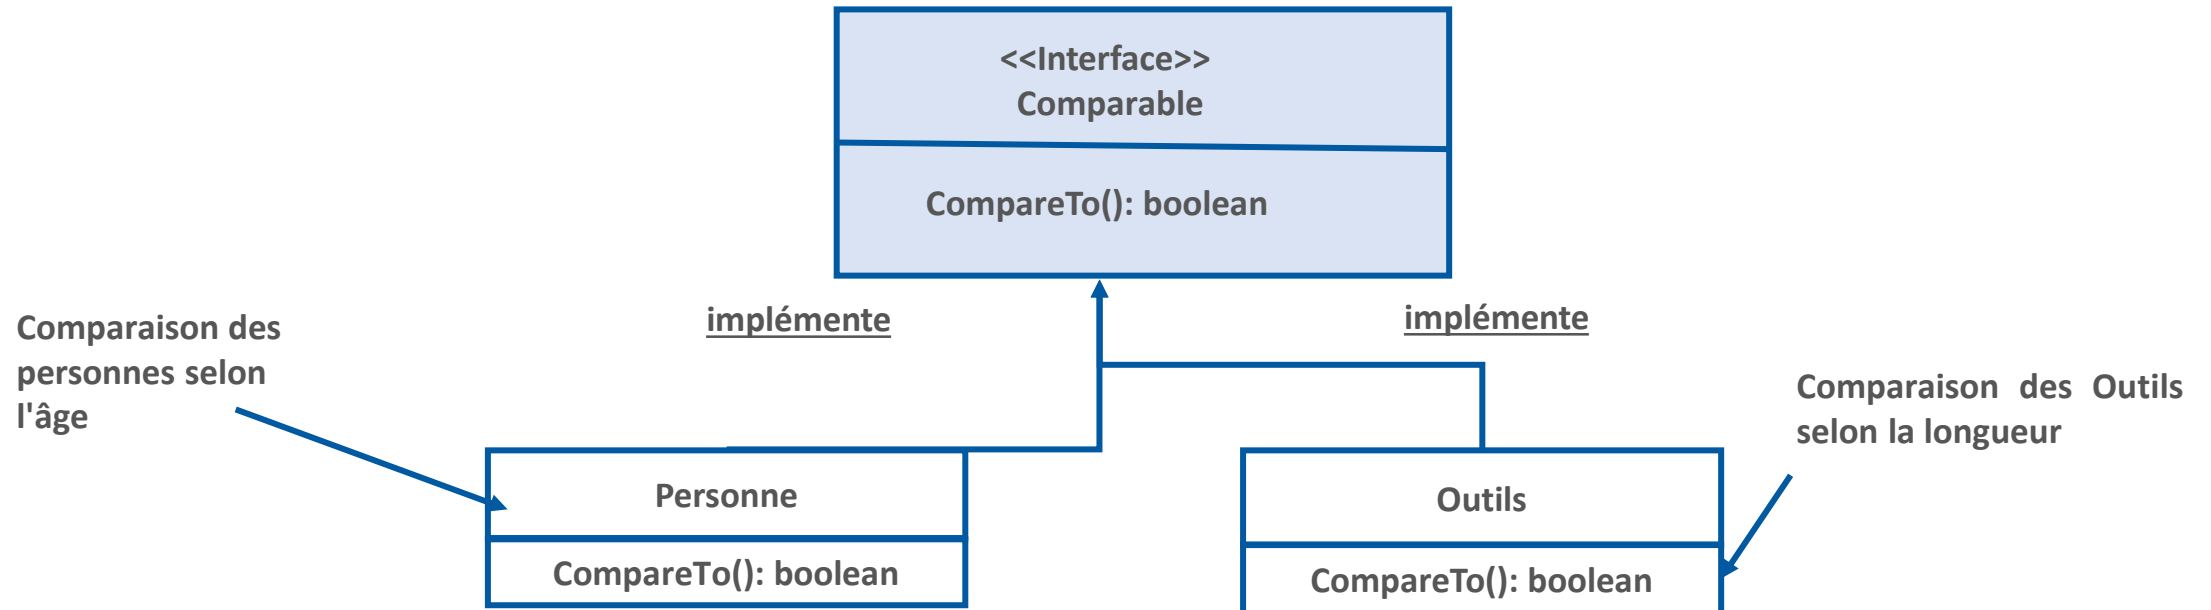 <<Interface>>
Comparable
CompareTo(): boolean
implémente
implémente
Comparaison des
personnes selon
l'âge
Comparaison des Outils
selon la longueur
Personne
CompareTo(): boolean
Outils
CompareTo(): boolean